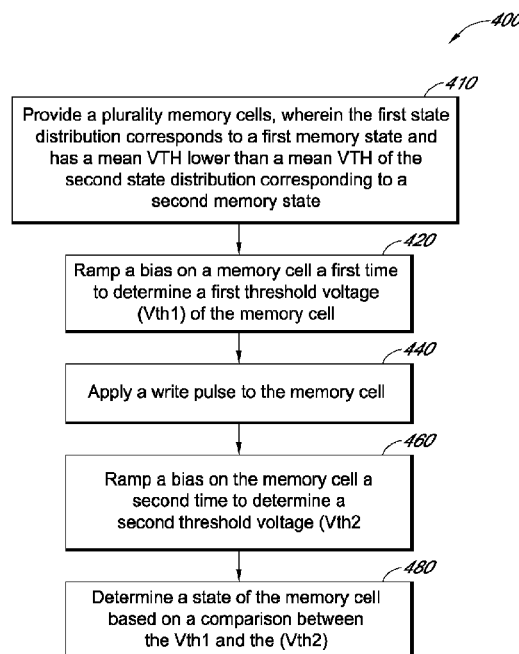 400
410
Provide a plurality memory cells, wherein the first state
distribution corresponds to a first memory state and
has a mean VTH lower than a mean VTH of the
second state distribution corresponding to a
second memory state
420
Ramp a bias on a memory cell a first time
to determine a first threshold voltage
(Vth1) of the memory cell
440
Apply a write pulse to the memory cell
460
Ramp a bias on the memory cell a
second time to determine a
second threshold voltage (Vth2
480
Determine a state of the memory cell
based on a comparison between
the Vth1 and the (Vth2)